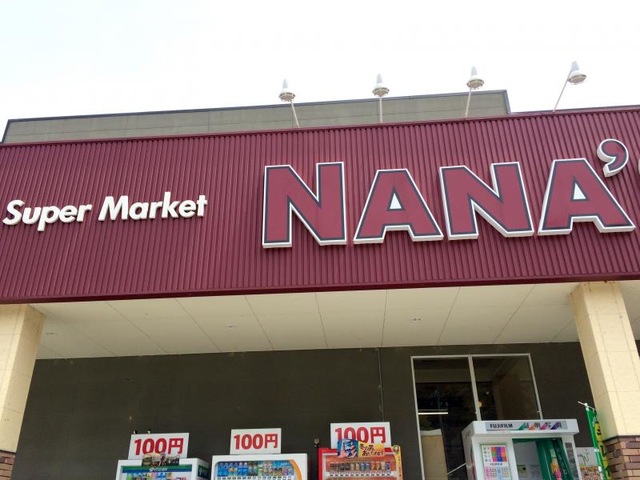 Super Market
NANA'
100円
100円
100円
FUJIFILM